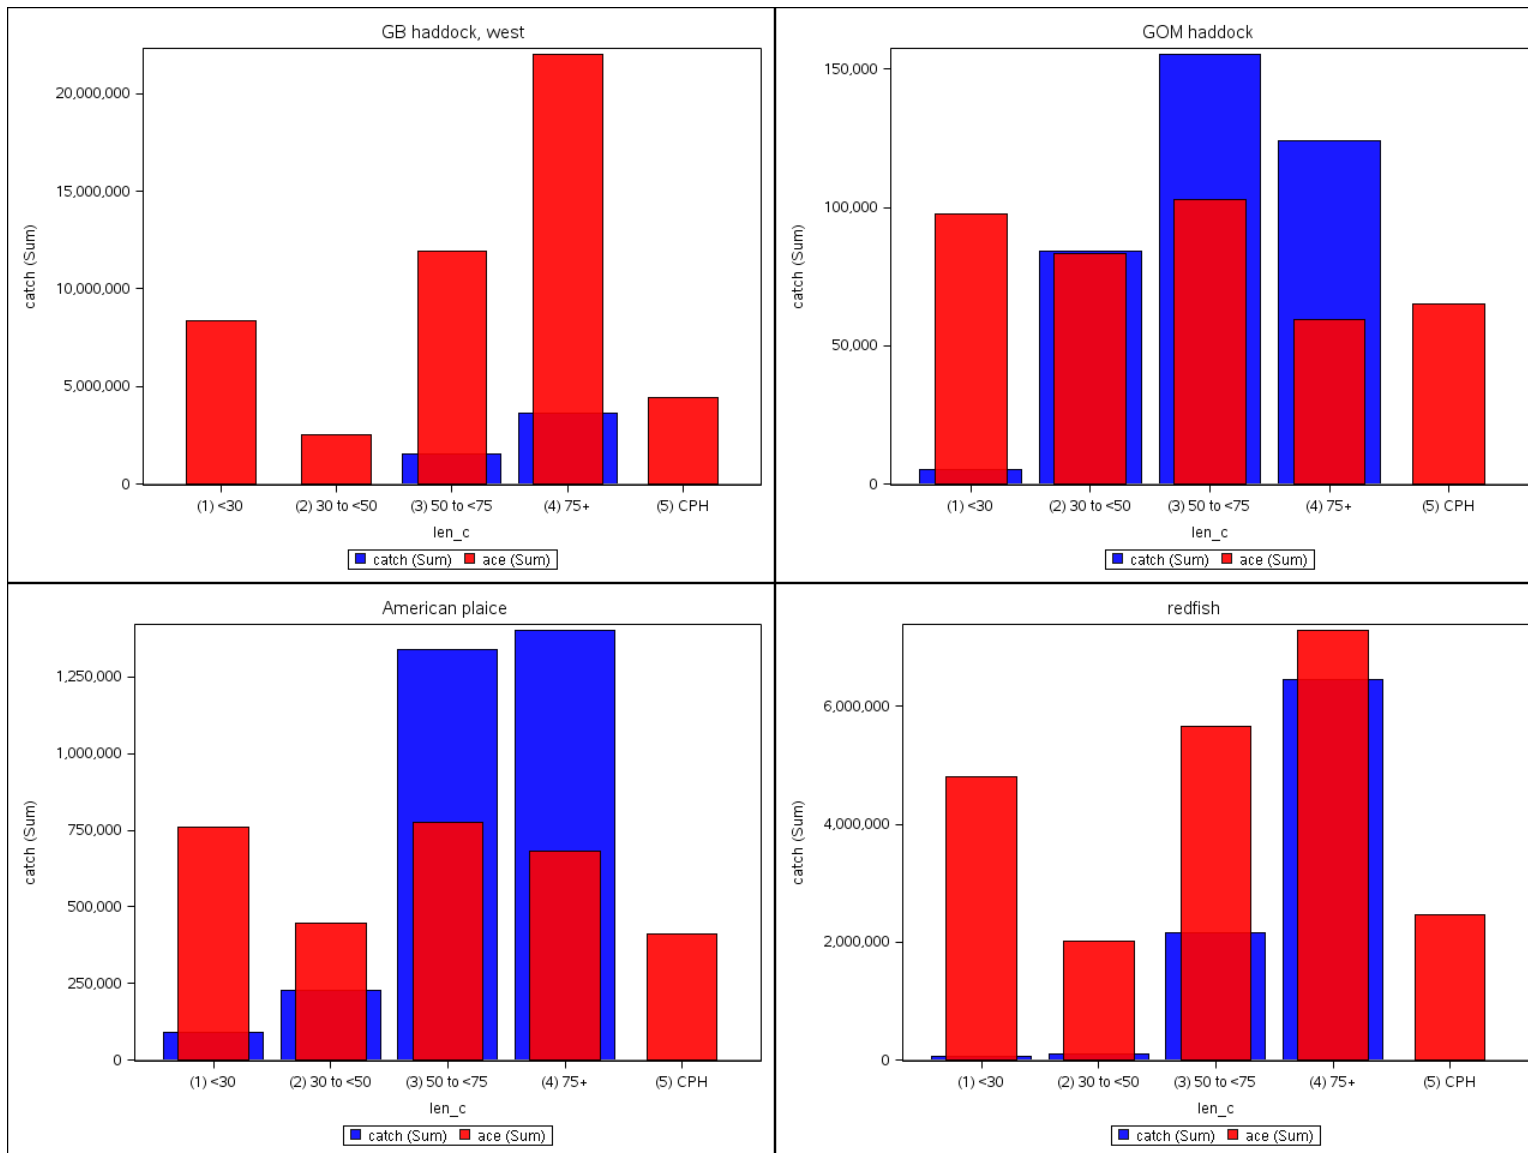 GB haddock, west
20,000,000
15,000,000
10,000,000
5,000,000
0
catch (Sum)
(1) <30 (2) 30 to <50 (3) 50 to <75 (4) 75+ (5) CPH
len_c
catch (Sum) ace (Sum)
GOM haddock
150,000
100,000
50,000
0
catch (Sum)
(1) <30 (2) 30 to <50 (3) 50 to <75 (4) 75+ (5) CPH
len_c
catch (Sum) ace (Sum)
American plaice
1,250,000
1,000,000
750,000
500,000
250,000
0
catch (Sum)
(1) <30 (2) 30 to <50 (3) 50 to <75 (4) 75+ (5) CPH
len_c
catch (Sum) ace (Sum)
redfish
6,000,000
4,000,000
2,000,000
0
catch (Sum)
(1) <30 (2) 30 to <50 (3) 50 to <75 (4) 75+ (5) CPH
len_c
catch (Sum) ace (Sum)